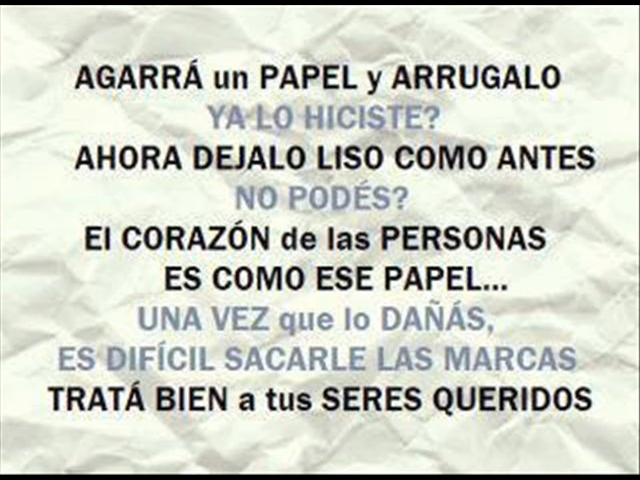 AGARRÁ un PAPEL y ARRUGALO
YA LO HICISTE?
AHORA DEJALO LISO COMO ANTES
NO PODÉS?
El CORAZÓN de las PERSONAS
ES COMO ESE PAPEL...
UNA VEZ que lo DAÑÁS,
ES DIFÍCIL SACARLE LAS MARCAS
TRATÁ BIEN a tus SERES QUERIDOS